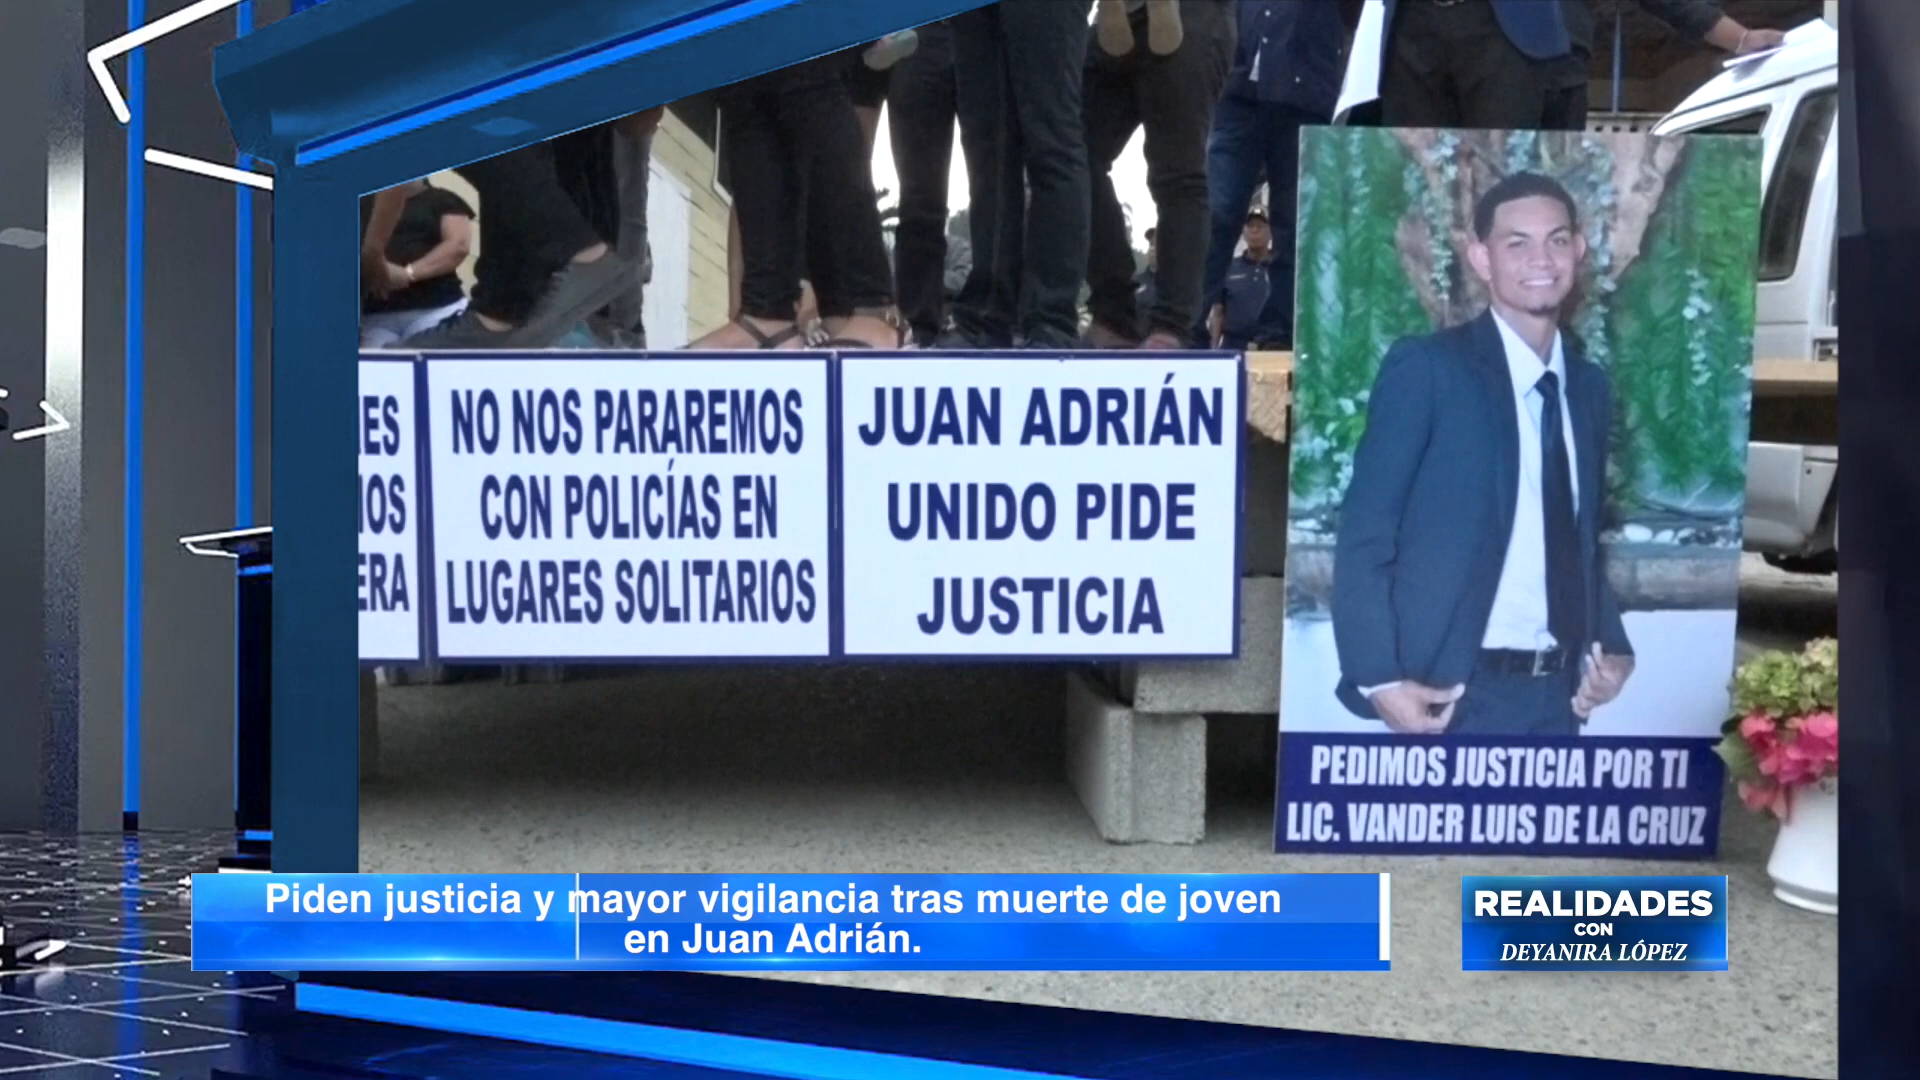 NO NOS PARAREMOS
CON POLICÍAS EN
LUGARES SOLITARIOS
JUAN ADRIÁN
UNIDO PIDE
JUSTICIA
PEDIMOS JUSTICIA POR TI
LIC. VANDER LUIS DE LA CRUZ
Piden justicia y mayor vigilancia tras muerte de joven
en Juan Adrián.
REALIDADES
CON
DEYANIRA LÓPEZ